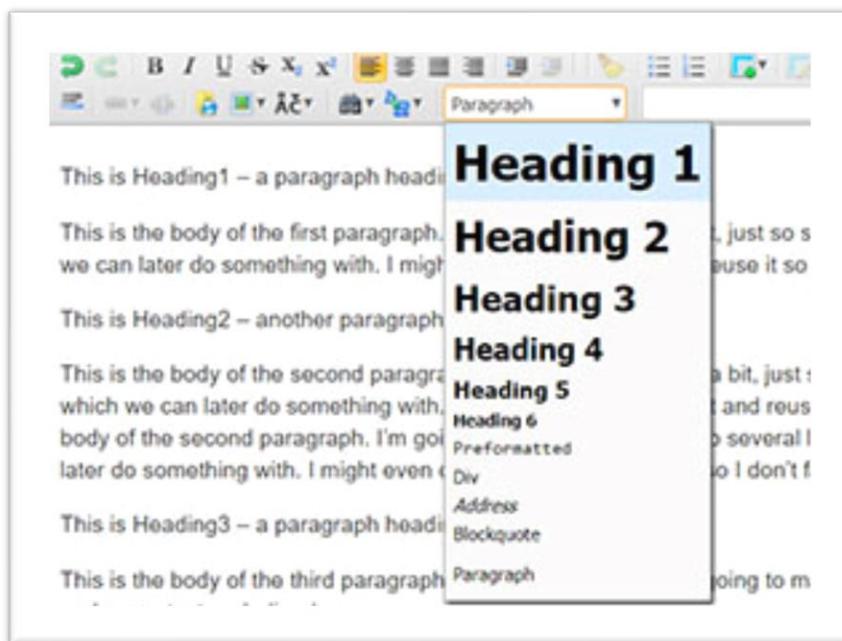 B I U S X₂ X²
Paragraph
This is Heading1 – a paragraph headi
This is the body of the first paragraph. , just so s
we can later do something with. I migh euse it so
This is Heading2 – another paragraph
This is the body of the second paragra a bit, just s
which we can later do something with. t and reus
body of the second paragraph. I'm goi o several l
later do something with. I might even so I don't f
This is Heading3 – a paragraph headi
This is the body of the third paragraph oing to m
Heading 1
Heading 2
Heading 3
Heading 4
Heading 5
Heading 6
Preformatted
Div
Address
Blockquote
Paragraph